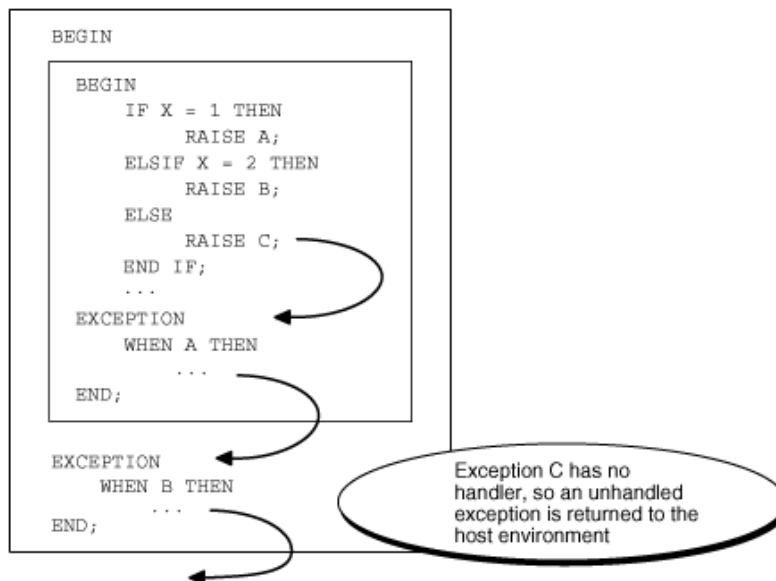 BEGIN
BEGIN
IF X = 1 THEN
RAISE A;
ELSIF X = 2 THEN
RAISE B;
ELSE
RAISE C;
END IF;
...
EXCEPTION
WHEN A THEN
...
END;
EXCEPTION
WHEN B THEN
...
END;
Exception C has no
handler, so an unhandled
exception is returned to the
host environment